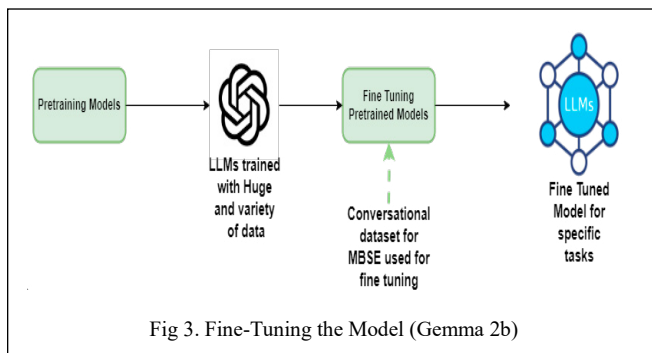 Pretraining Models
LLMs trained
with Huge
and variety
of data
Fine Tuning
Pretrained Models
Conversational
dataset for
MBSE used for
fine tuning
LLMs
Fine Tuned
Model for
specific
tasks
Fig 3. Fine-Tuning the Model (Gemma 2b)